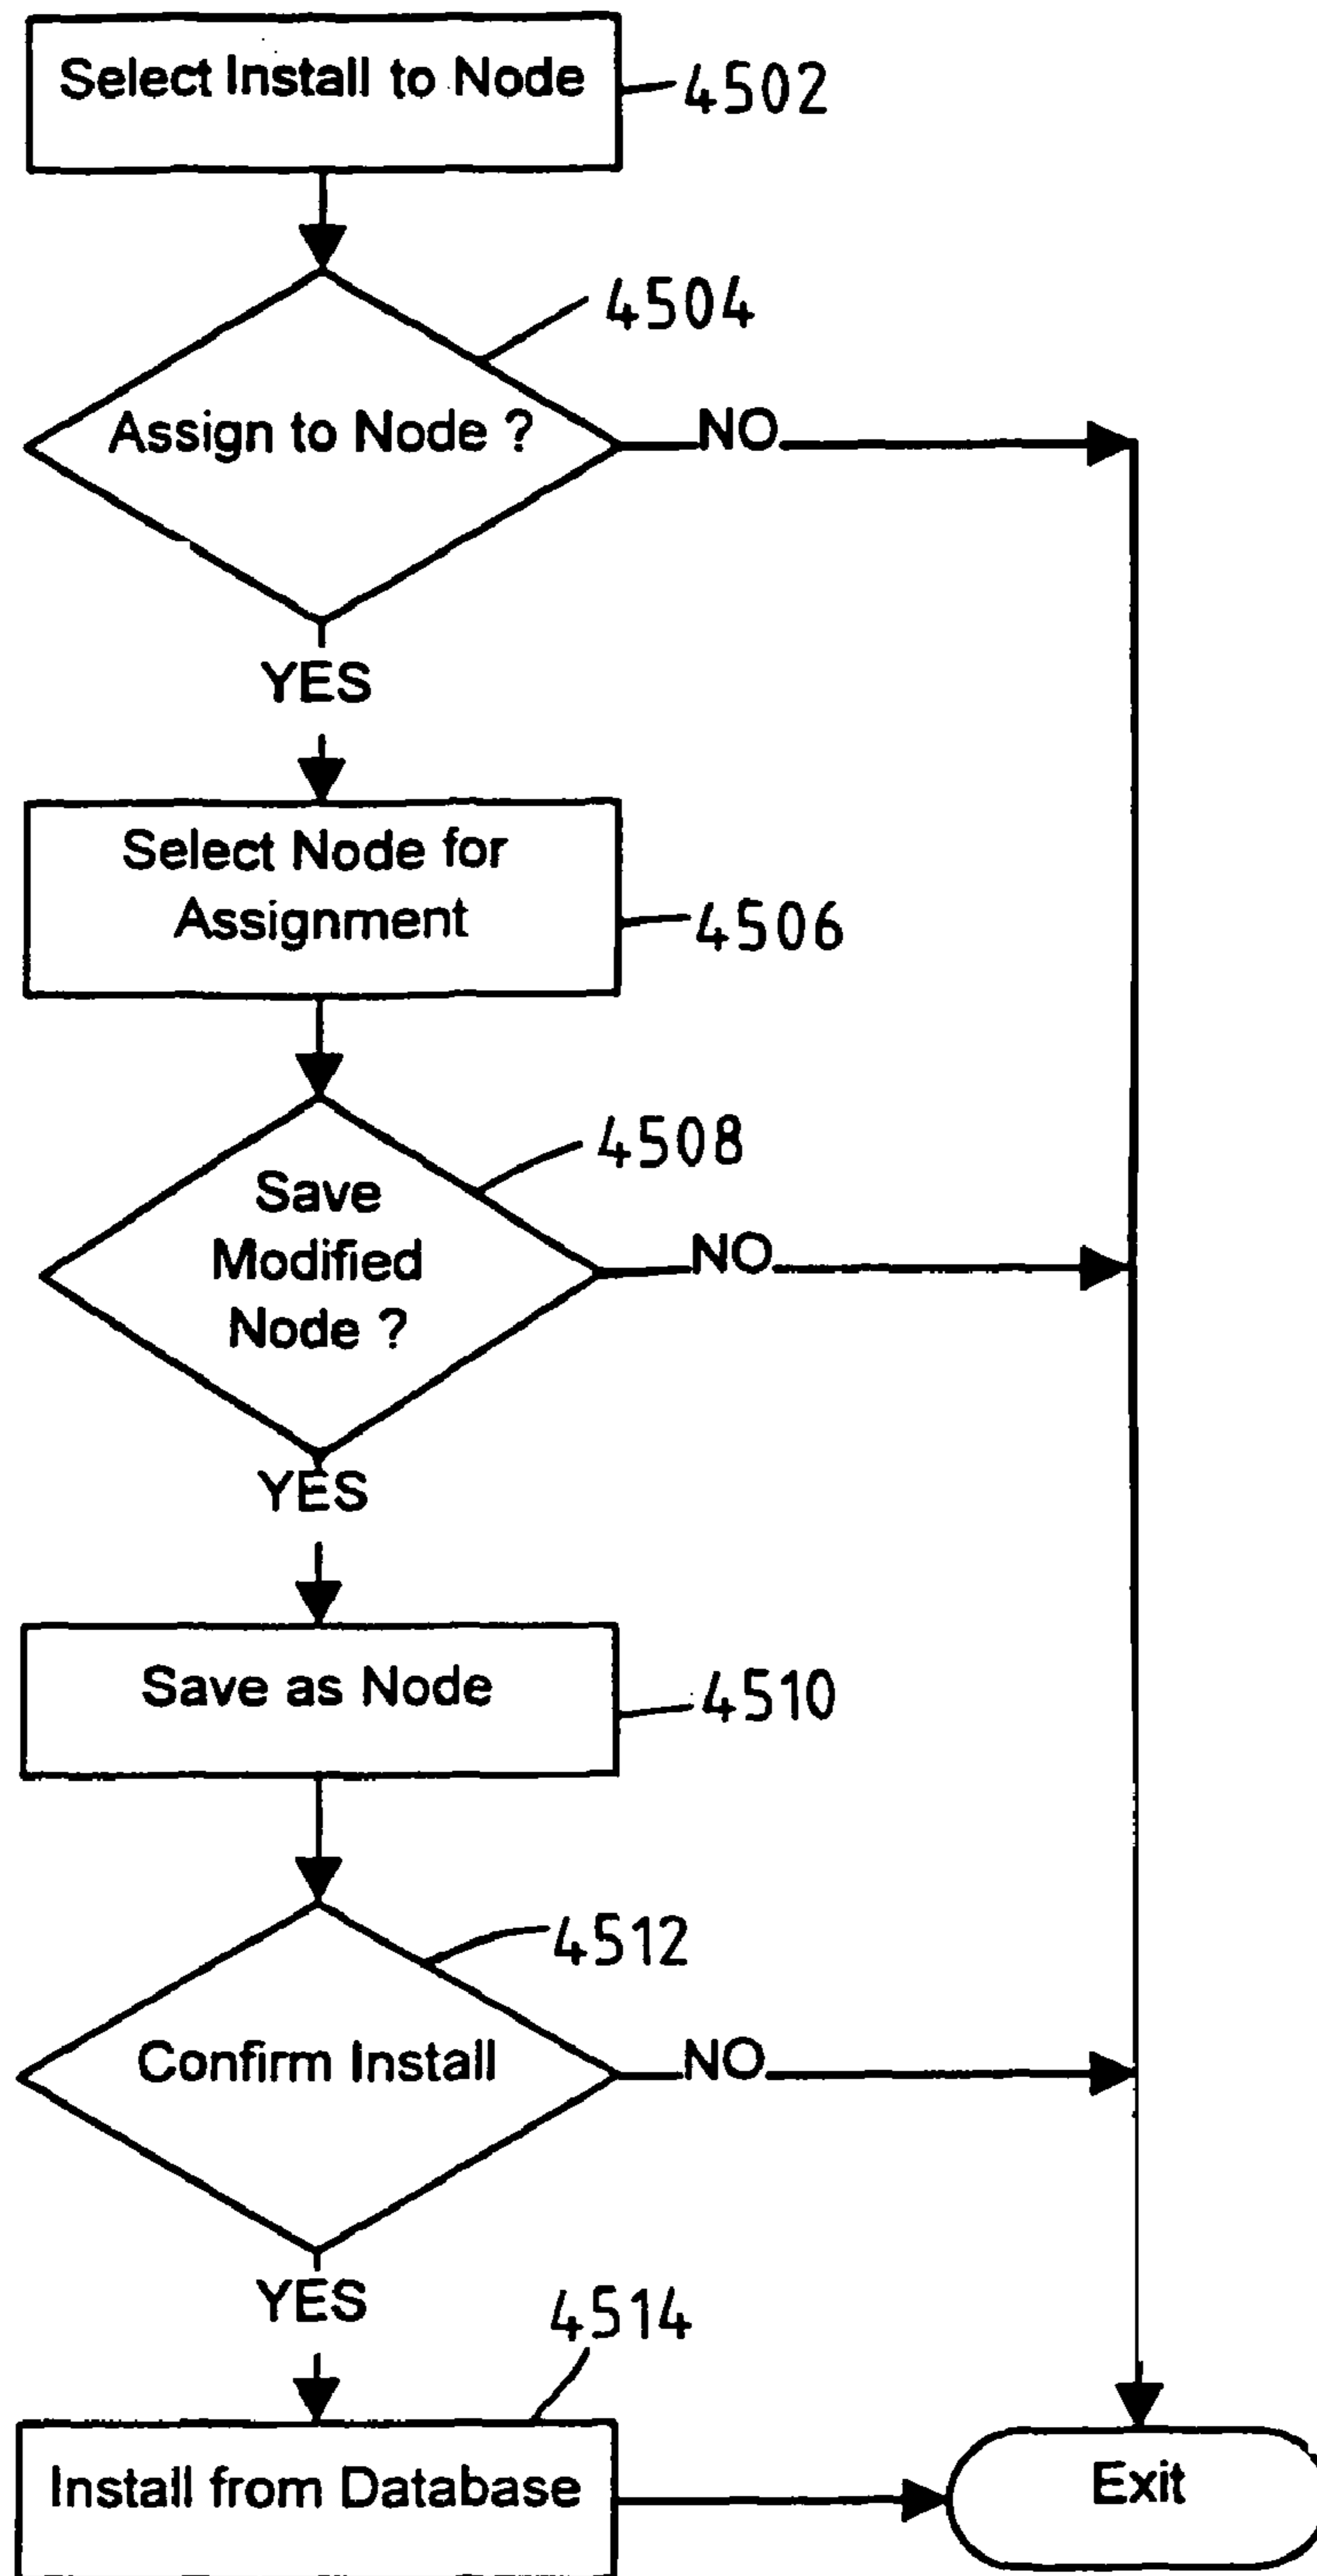 Select Install to Node
4502
4504
Assign to Node ?
NO
YES
Select Node for
Assignment
4506
4508
Save
Modified
Node ?
NO
YES
Save as Node
4510
4512
Confirm Install
NO
YES
4514
Install from Database
Exit